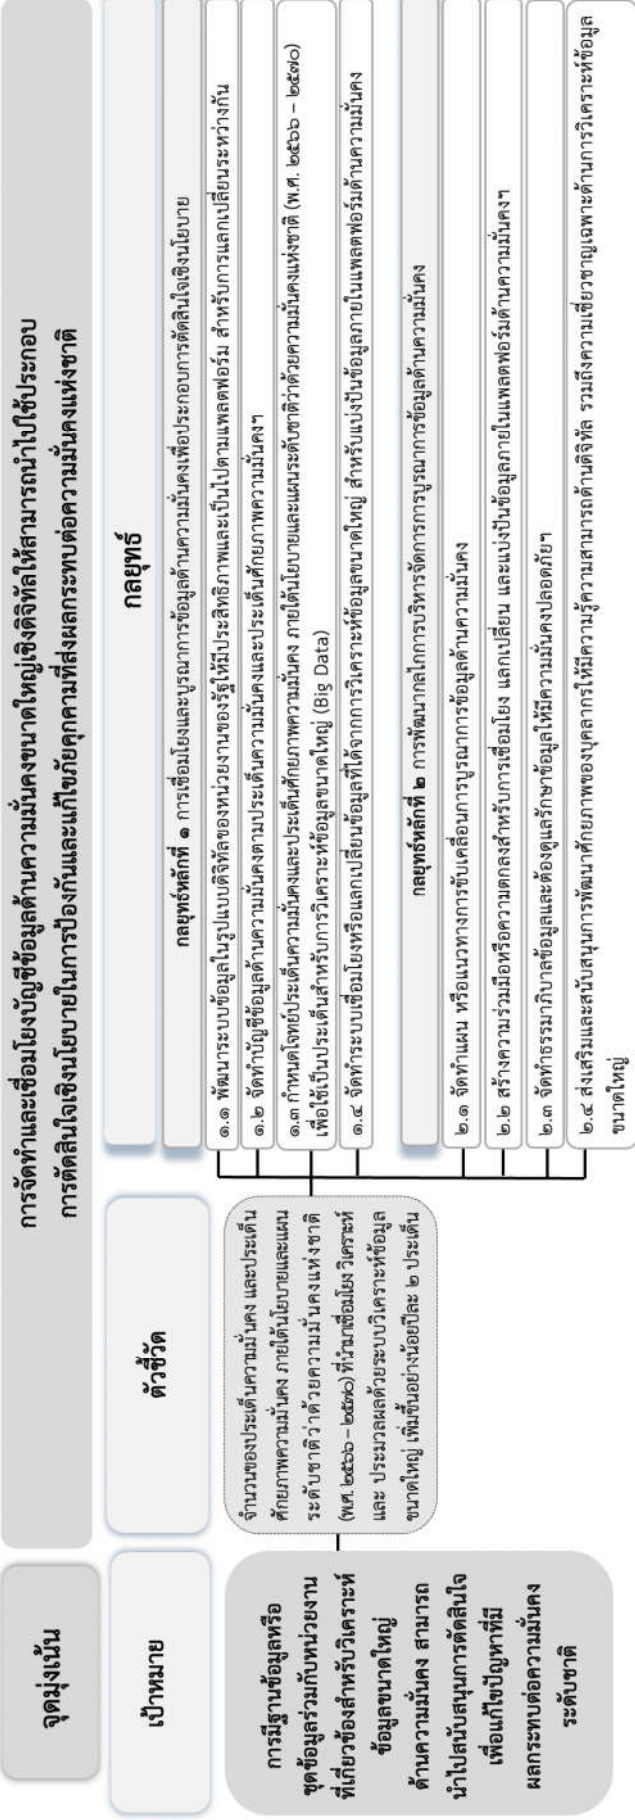 จุดมุ่งเน้น
การจัดทำและเชื่อมโยงบัญชีข้อมูลด้านความมั่นคงขนาดใหญ่เชิงดิจิทัลให้สามารถนำไปใช้ประกอบ
การตัดสินใจเชิงนโยบายในการป้องกันและแก้ไขภัยคุกคามที่ส่งผลกระทบต่อความมั่นคงแห่งชาติ
เป้าหมาย
ตัวชี้วัด
กลยุทธ์
การมีฐานข้อมูลหรือ
ชุดข้อมูลร่วมกับหน่วยงาน
ที่เกี่ยวข้องสำหรับวิเคราะห์
ข้อมูลขนาดใหญ่
ด้านความมั่นคง สามารถ
นำไปสนับสนุนการตัดสินใจ
เพื่อแก้ไขปัญหาที่มี
ผลกระทบต่อความมั่นคง
ระดับชาติ
จำนวนของประเด็นความมั่นคง และประเด็น
ศักยภาพความมั่นคง ภายใต้นโยบายและแผน
ระดับชาติว่าด้วยความมั่นคงแห่งชาติ
(พ.ศ. ๒๕๖๖ – ๒๕๗๐) ที่นำมาเชื่อมโยง วิเคราะห์
และ ประมวลผลด้วยระบบวิเคราะห์ข้อมูล
ขนาดใหญ่ เพิ่มขึ้นอย่างน้อยปีละ ๒ ประเด็น
กลยุทธ์หลักที่ ๑ การเชื่อมโยงและบูรณาการข้อมูลด้านความมั่นคงเพื่อประกอบการตัดสินใจเชิงนโยบาย
๑.๑ พัฒนาระบบข้อมูลในรูปแบบดิจิทัลของหน่วยงานของรัฐให้มีประสิทธิภาพและเป็นไปตามแพลตฟอร์ม สำหรับการแลกเปลี่ยนระหว่างกัน
๑.๒ จัดทำบัญชีข้อมูลด้านความมั่นคงตามประเด็นความมั่นคงและประเด็นศักยภาพความมั่นคงฯ
๑.๓ กำหนดโจทย์ประเด็นความมั่นคงและประเด็นศักยภาพความมั่นคง ภายใต้นโยบายและแผนระดับชาติว่าด้วยความมั่นคงแห่งชาติ (พ.ศ. ๒๕๖๖ – ๒๕๗๐)
เพื่อใช้เป็นประเด็นสำหรับการวิเคราะห์ข้อมูลขนาดใหญ่ (Big Data)
๑.๔ จัดทำระบบเชื่อมโยงหรือแลกเปลี่ยนข้อมูลที่ได้จากการวิเคราะห์ข้อมูลขนาดใหญ่ สำหรับแบ่งปันข้อมูลภายในแพลตฟอร์มด้านความมั่นคง
กลยุทธ์หลักที่ ๒ การพัฒนากลไกการบริหารจัดการการบูรณาการข้อมูลด้านความมั่นคง
๒.๑ จัดทำแผน หรือแนวทางการขับเคลื่อนการบูรณาการข้อมูลด้านความมั่นคง
๒.๒ สร้างความร่วมมือหรือความตกลงสำหรับการเชื่อมโยง แลกเปลี่ยน และแบ่งปันข้อมูลภายในแพลตฟอร์มด้านความมั่นคงฯ
๒.๓ จัดทำธรรมาภิบาลข้อมูลและต้องดูแลรักษาข้อมูลให้มีความมั่นคงปลอดภัยฯ
๒.๔ ส่งเสริมและสนับสนุนการพัฒนาศักยภาพของบุคลากรให้มีความรู้ความสามารถด้านดิจิทัล รวมถึงความเชี่ยวชาญเฉพาะด้านการวิเคราะห์ข้อมูล
ขนาดใหญ่